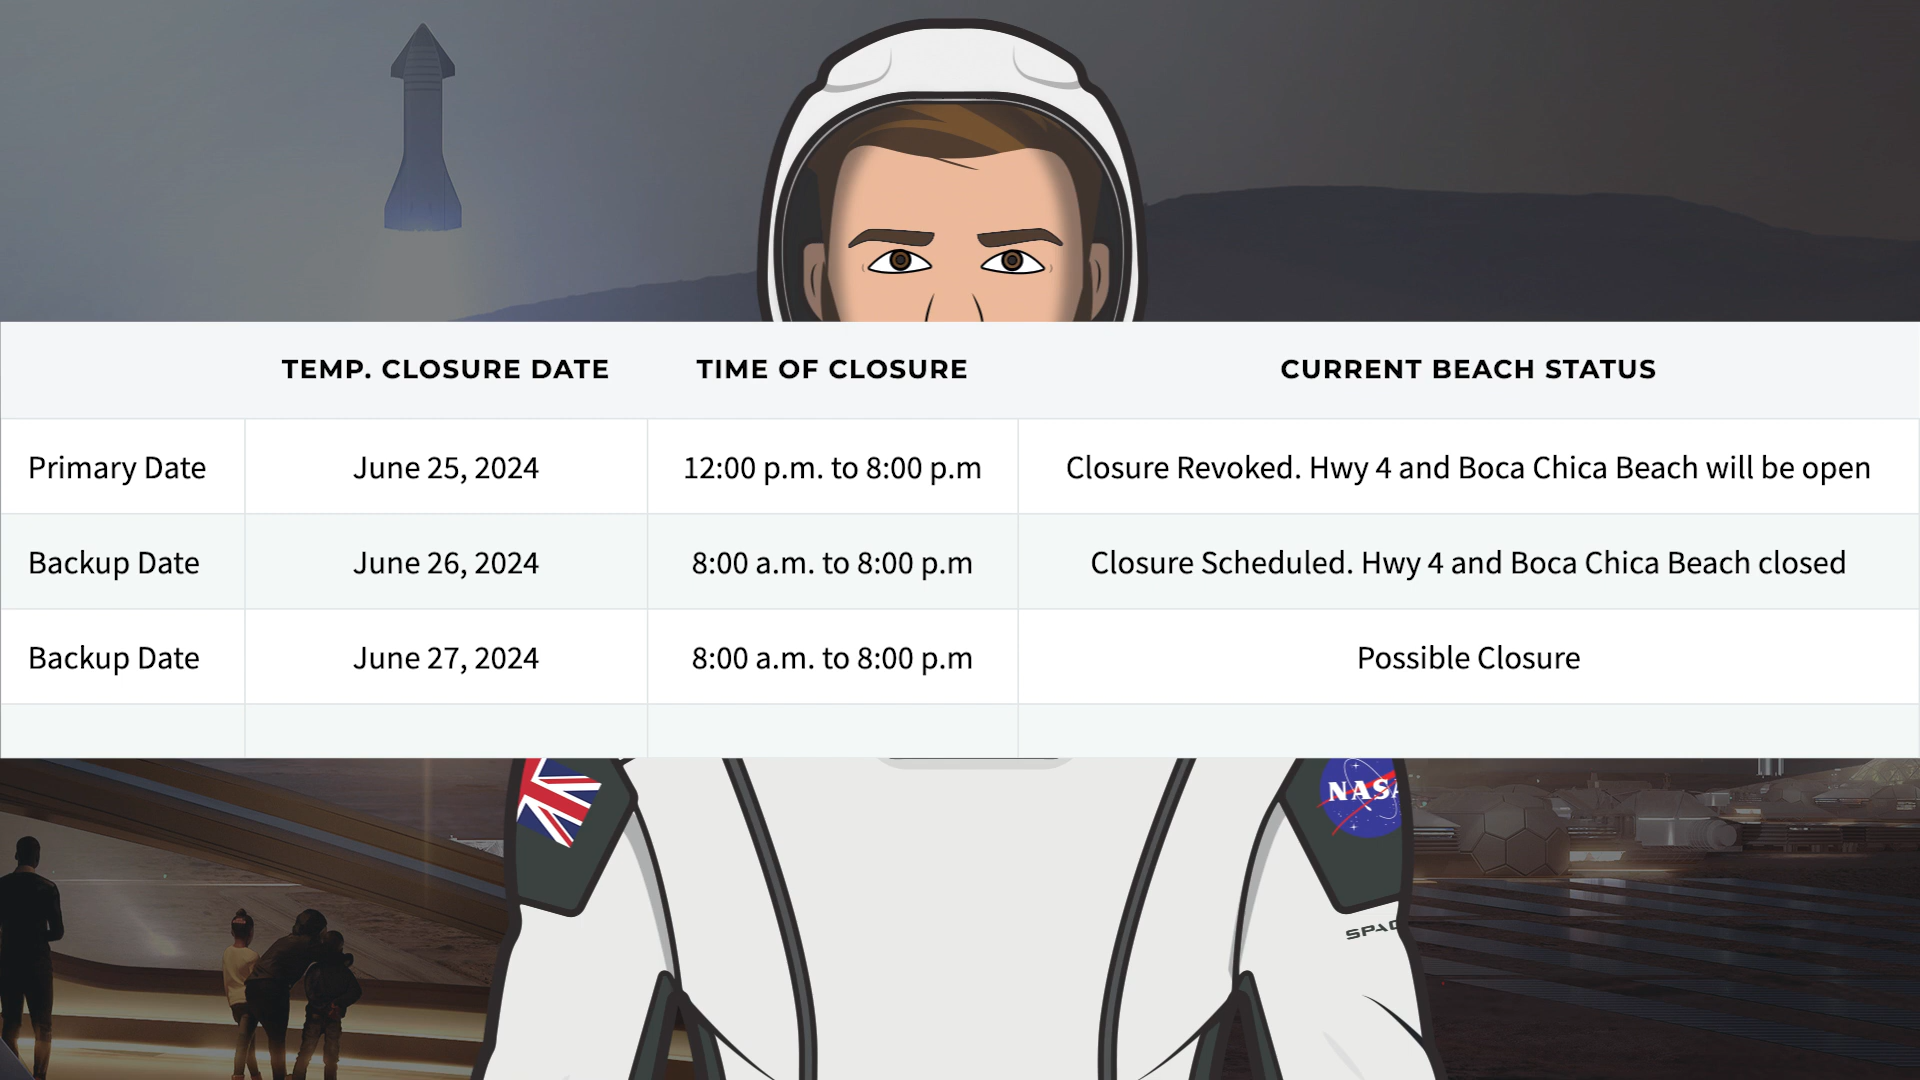 TEMP. CLOSURE DATE TIME OF CLOSURE CURRENT BEACH STATUS
Primary Date June 25, 2024 12:00 p.m. to 8:00 p.m Closure Revoked. Hwy 4 and Boca Chica Beach will be open
Backup Date June 26, 2024 8:00 a.m. to 8:00 p.m Closure Scheduled. Hwy 4 and Boca Chica Beach closed
Backup Date June 27, 2024 8:00 a.m. to 8:00 p.m Possible Closure
NASA
SPAC